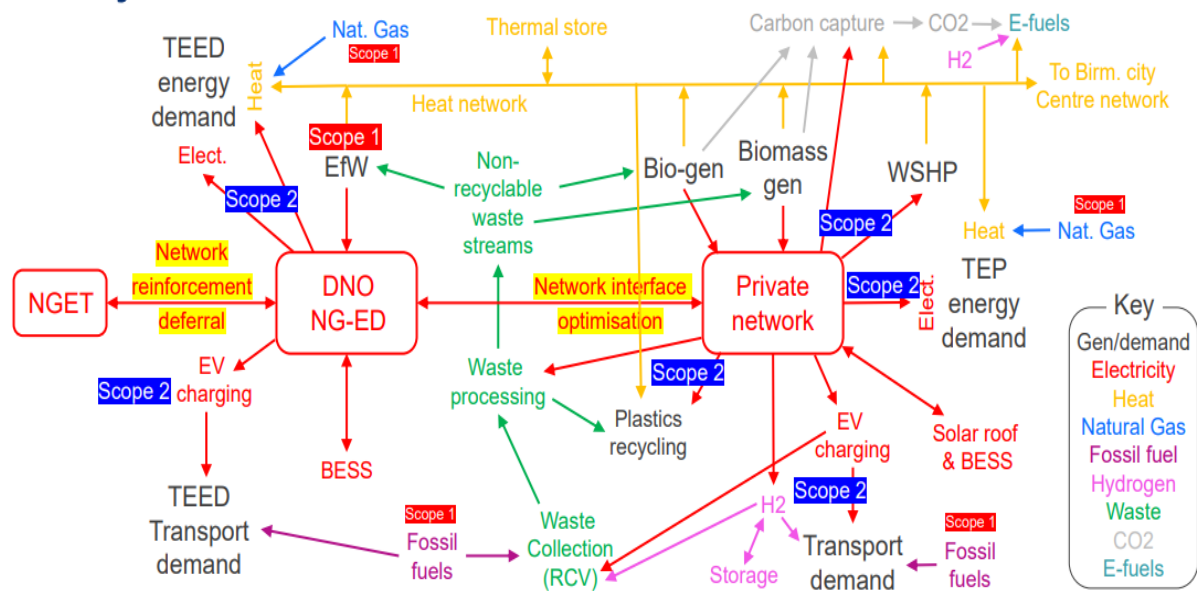 Nat. Gas
Scope 1
TEED
energy
demand
Heat
Elect.
Scope 2
Thermal store
Heat network
Carbon capture
CO2
E-fuels
H2
To Birm. city
Centre network
Scope 1
EfW
Non-
recyclable
waste
streams
Bio-gen
Biomass
gen
WSHP
Scope 2
Scope 1
Heat
Nat. Gas
TEP
energy
demand
Scope 2
Elect.
NGET
Network
reinforcement
deferral
DNO
NG-ED
Network interface
optimisation
Private
network
EV
charging
Scope 2
BESS
TEED
Transport
demand
Waste
processing
Scope 2
Plastics
recycling
EV
charging
Solar roof
& BESS
Scope 1
Fossil
fuels
Waste
Collection
(RCV)
H2
Storage
Scope 2
Transport
demand
Scope 1
Fossil
fuels
Key
Gen/demand
Electricity
Heat
Natural Gas
Fossil fuel
Hydrogen
Waste
CO2
E-fuels